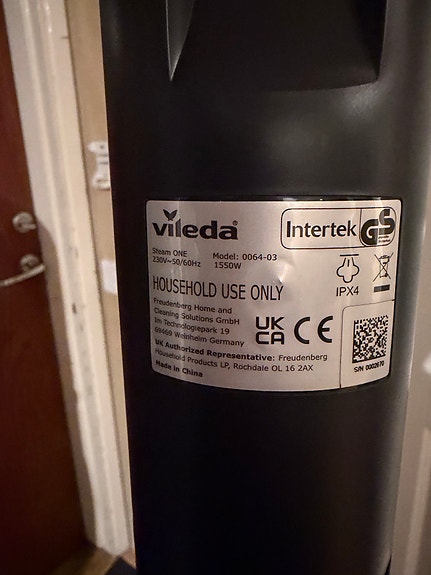 vileda®
Intertek GS
Steam ONE Model: 0064-03
230V~50/60Hz 1550W
HOUSEHOLD USE ONLY
IPX4
Freudenberg Home and
Cleaning Solutions GmbH
Im Technologiepark 19
69469 Weinheim Germany
UK
CA CE
UK Authorized Representative: Freudenberg
Household Products LP, Rochdale OL 16 2AX
Made in China
S/N 0002670